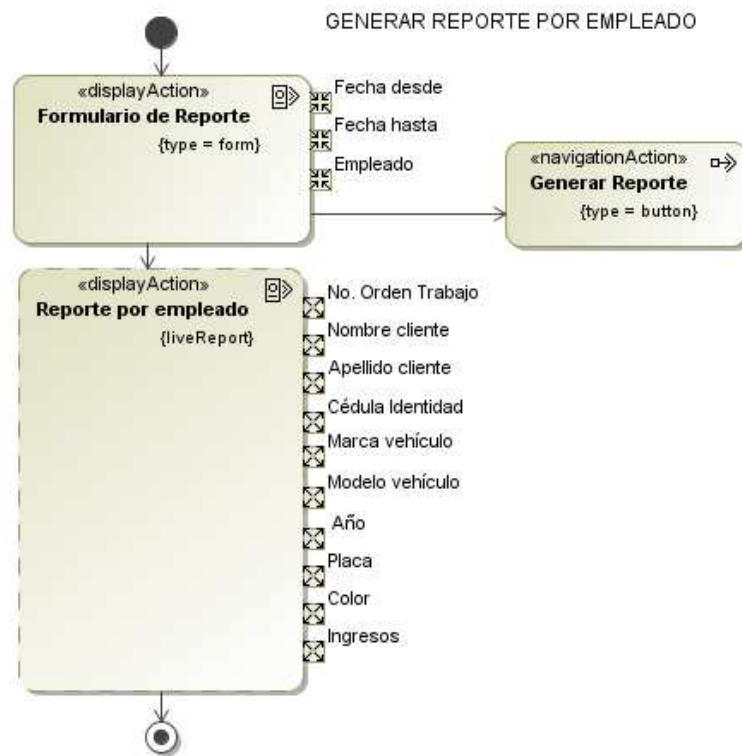 GENERAR REPORTE POR EMPLEADO
«displayAction»
Formulario de Reporte
{type = form}
Fecha desde
Fecha hasta
Empleado
«navigationAction»
Generar Reporte
{type = button}
«displayAction»
Reporte por empleado
{liveReport}
No. Orden Trabajo
Nombre cliente
Apellido cliente
Cédula Identidad
Marca vehículo
Modelo vehículo
Año
Placa
Color
Ingresos